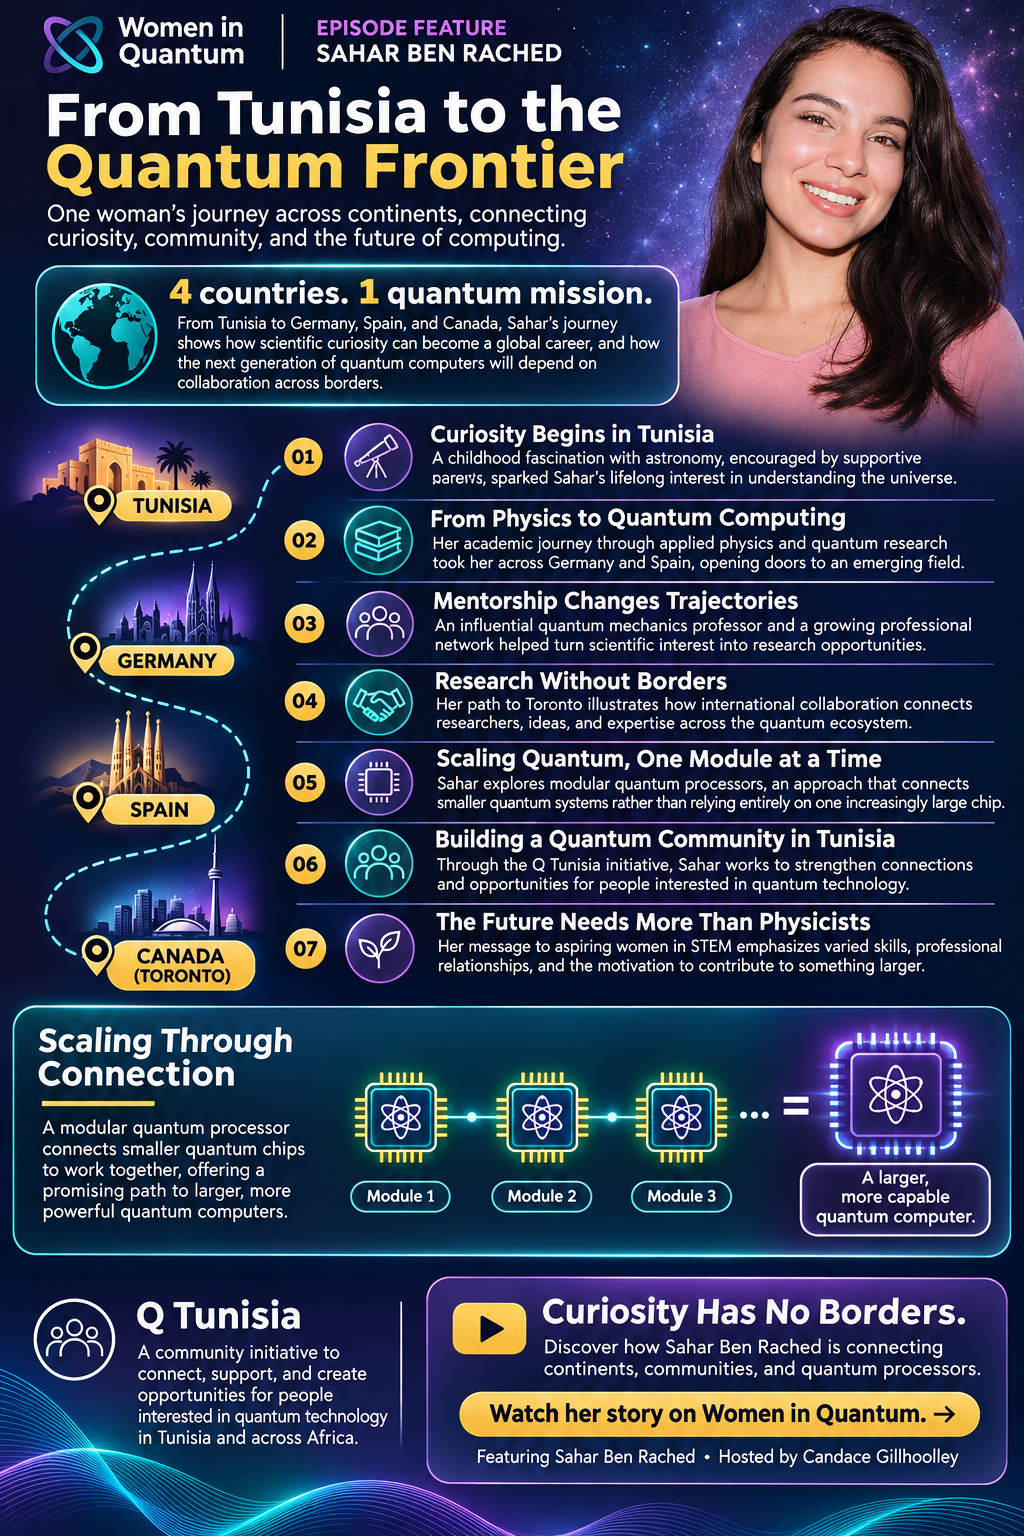 Women in
Quantum
EPISODE FEATURE
SAHAR BEN RACHED
From Tunisia to the
Quantum Frontier
One woman's journey across continents, connecting
curiosity, community, and the future of computing.
4 countries. 1 quantum mission.
From Tunisia to Germany, Spain, and Canada, Sahar's journey
shows how scientific curiosity can become a global career, and how
the next generation of quantum computers will depend on
collaboration across borders.
TUNISIA
GERMANY
SPAIN
CANADA
(TORONTO)
01
Curiosity Begins in Tunisia
A childhood fascination with astronomy, encouraged by supportive
sparked Sahar's lifelong interest in understanding the universe.
02
From Physics to Quantum Computing
Her academic journey through applied physics and quantum research
took her across Germany and Spain, opening doors to an emerging field.
03
Mentorship Changes Trajectories
An influential quantum mechanics professor and a growing professional
network helped turn scientific interest into research opportunities.
04
Research Without Borders
Her path to Toronto illustrates how international collaboration connects
researchers, ideas, and expertise across the quantum ecosystem.
05
Scaling Quantum, One Module at a Time
Sahar explores modular quantum processors, an approach that connects
smaller quantum systems rather than relying entirely on one increasingly large chip.
06
Building a Quantum Community in Tunisia
Through the Q Tunisia initiative, Sahar works to strengthen connections
and opportunities for people interested in quantum technology.
07
The Future Needs More Than Physicists
Her message to aspiring women in STEM emphasizes varied skills, professional
relationships, and the motivation to contribute to something larger.
Scaling Through
Connection
A modular quantum processor
connects smaller quantum chips
to work together, offering a
promising path to larger, more
powerful quantum computers.
Module 1
Module 2
Module 3
... =
A larger,
more capable
quantum computer.
Q Tunisia
A community initiative to
connect, support, and create
opportunities for people
interested in quantum technology
in Tunisia and across Africa.
Curiosity Has No Borders.
Discover how Sahar Ben Rached is connecting
continents, communities, and quantum processors.
Watch her story on Women in Quantum. →
Featuring Sahar Ben Rached • Hosted by Candace Gillhoolley